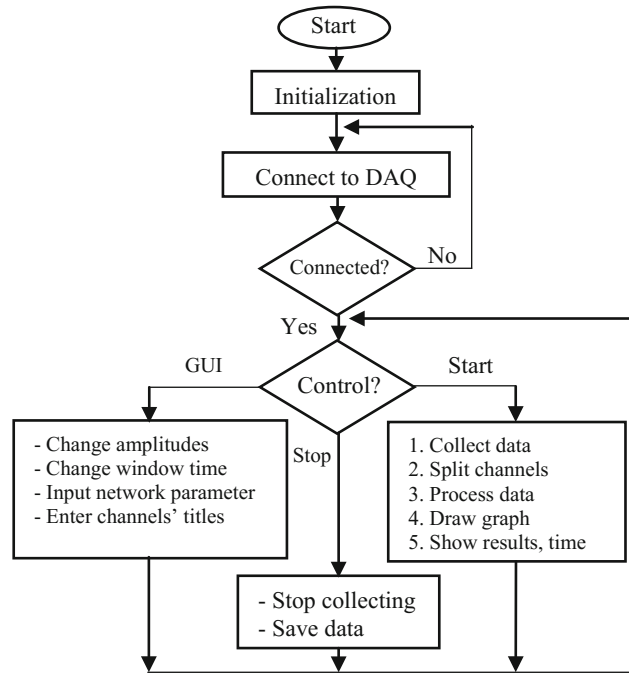 Start
Initialization
Connect to DAQ
Connected?
No
Yes
GUI
Control?
Start
- Change amplitudes
- Change window time
- Input network parameter
- Enter channels' titles
Stop
1. Collect data
2. Split channels
3. Process data
4. Draw graph
5. Show results, time
- Stop collecting
- Save data